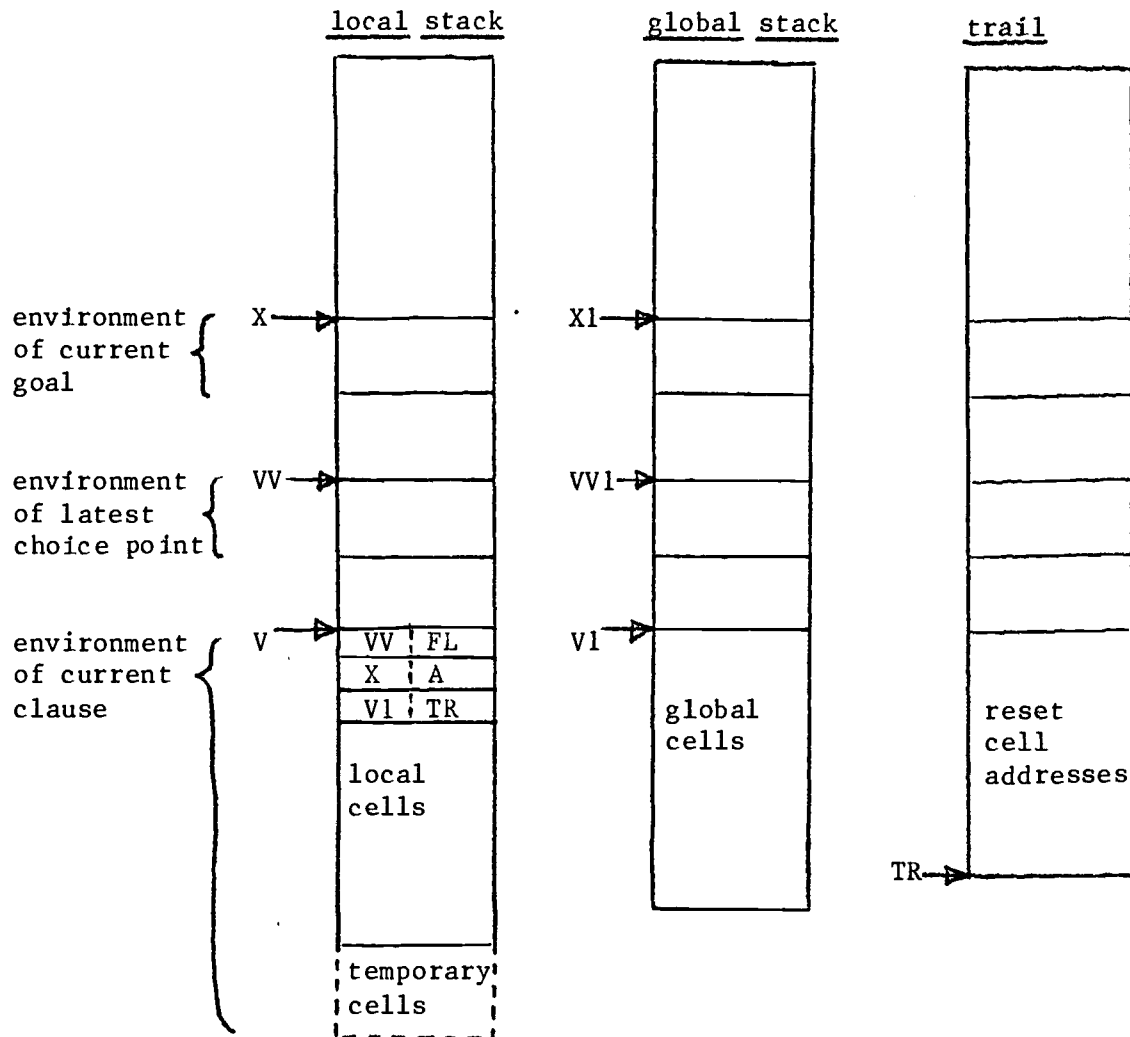 local stack
global stack
trail
environment
of current
goal
X
X1
environment
of latest
choice point
VV
VV1
environment
of current
clause
V
VV FL
X A
V1 TR
local
cells
temporary
cells
V1
global
cells
reset
cell
addresses
TR